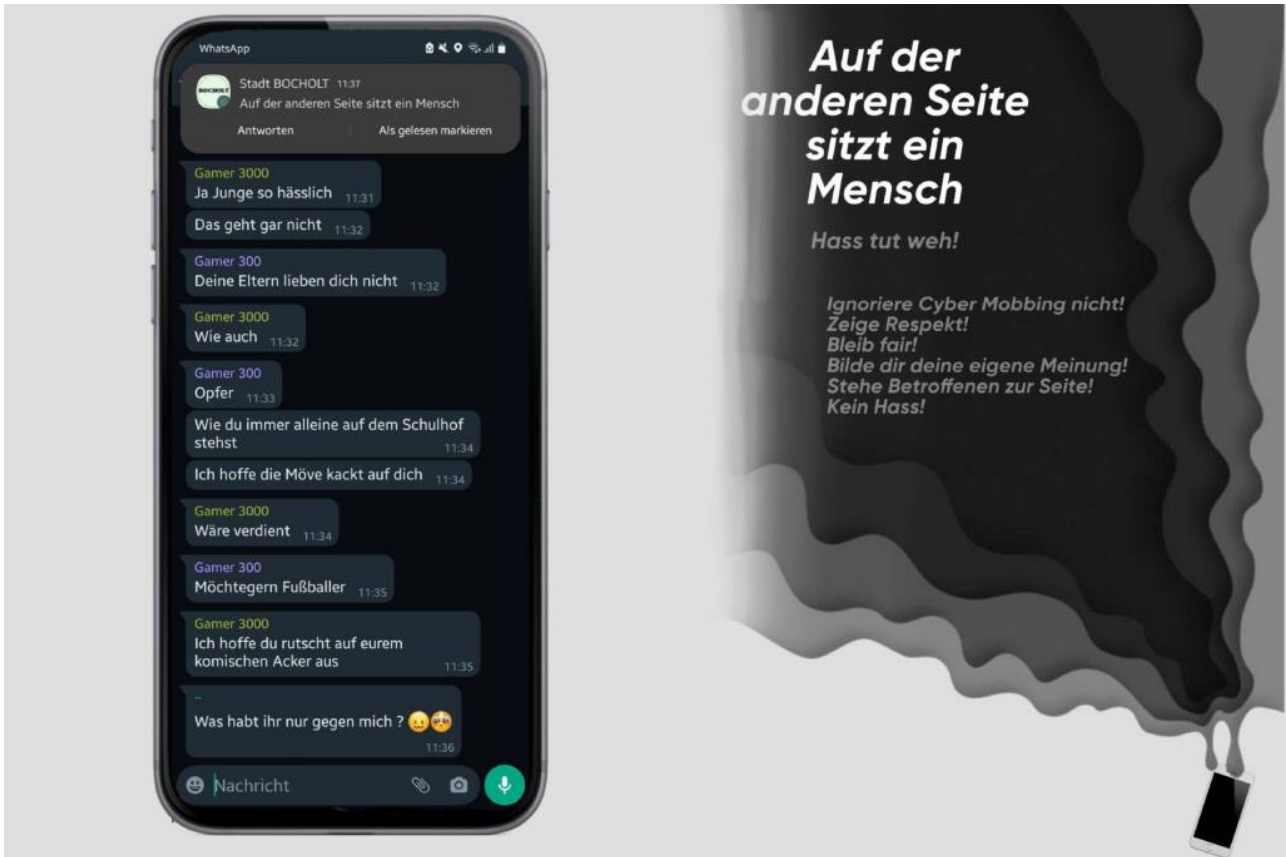 WhatsApp
BOCHOLT
Stadt BOCHOLT 11:37
Auf der anderen Seite sitzt ein Mensch
Antworten
Als gelesen markieren
Gamer 3000
Ja Junge so hässlich 11:31
Das geht gar nicht 11:32
Gamer 300
Deine Eltern lieben dich nicht 11:32
Gamer 3000
Wie auch 11:32
Gamer 300
Opfer 11:33
Wie du immer alleine auf dem Schulhof
stehst 11:34
Ich hoffe die Möve kackt auf dich 11:34
Gamer 3000
Wäre verdient 11:34
Gamer 300
Möchtegern Fußballer 11:35
Gamer 3000
Ich hoffe du rutscht auf eurem
komischen Acker aus 11:35
Was habt ihr nur gegen mich ? 😖🥺
11:36
Nachricht
Auf der
anderen Seite
sitzt ein
Mensch
Hass tut weh!
Ignoriere Cyber Mobbing nicht!
Zeige Respekt!
Bleib fair!
Bilde dir deine eigene Meinung!
Stehe Betroffenen zur Seite!
Kein Hass!